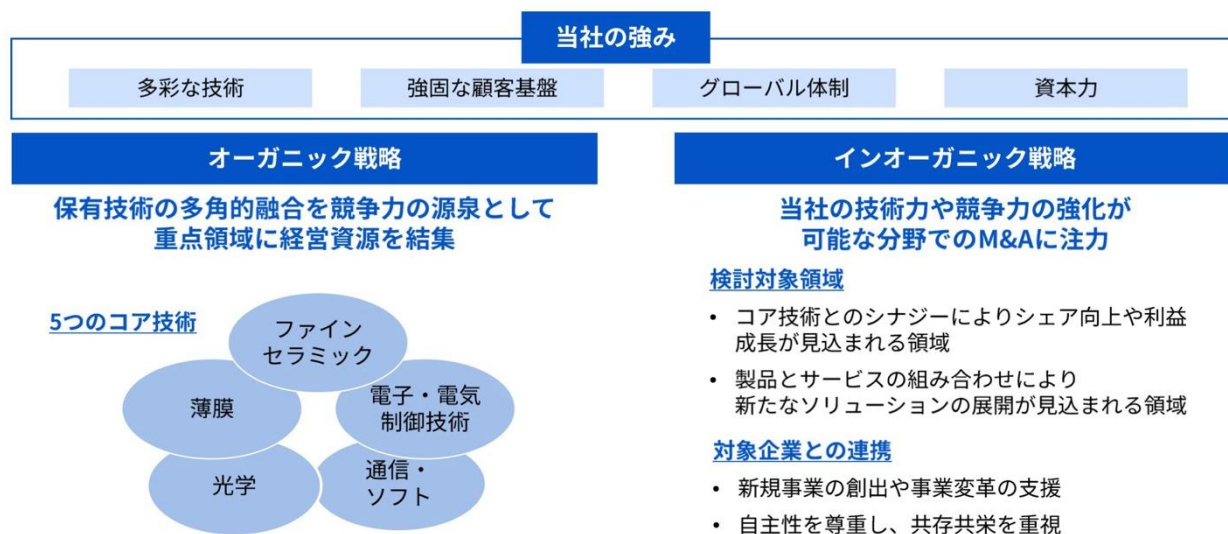 当社の強み
多彩な技術
強固な顧客基盤
グローバル体制
資本力
オーガニック戦略
保有技術の多角的融合を競争力の源泉として
重点領域に経営資源を結集
5つのコア技術
ファイン
セラミック
薄膜
電子・電気
制御技術
光学
通信・
ソフト
インオーガニック戦略
当社の技術力や競争力の強化が
可能な分野でのM&Aに注力
検討対象領域
• コア技術とのシナジーによりシェア向上や利益
成長が見込まれる領域
• 製品とサービスの組み合わせにより
新たなソリューションの展開が見込まれる領域
対象企業との連携
• 新規事業の創出や事業変革の支援
• 自主性を尊重し、共存共栄を重視